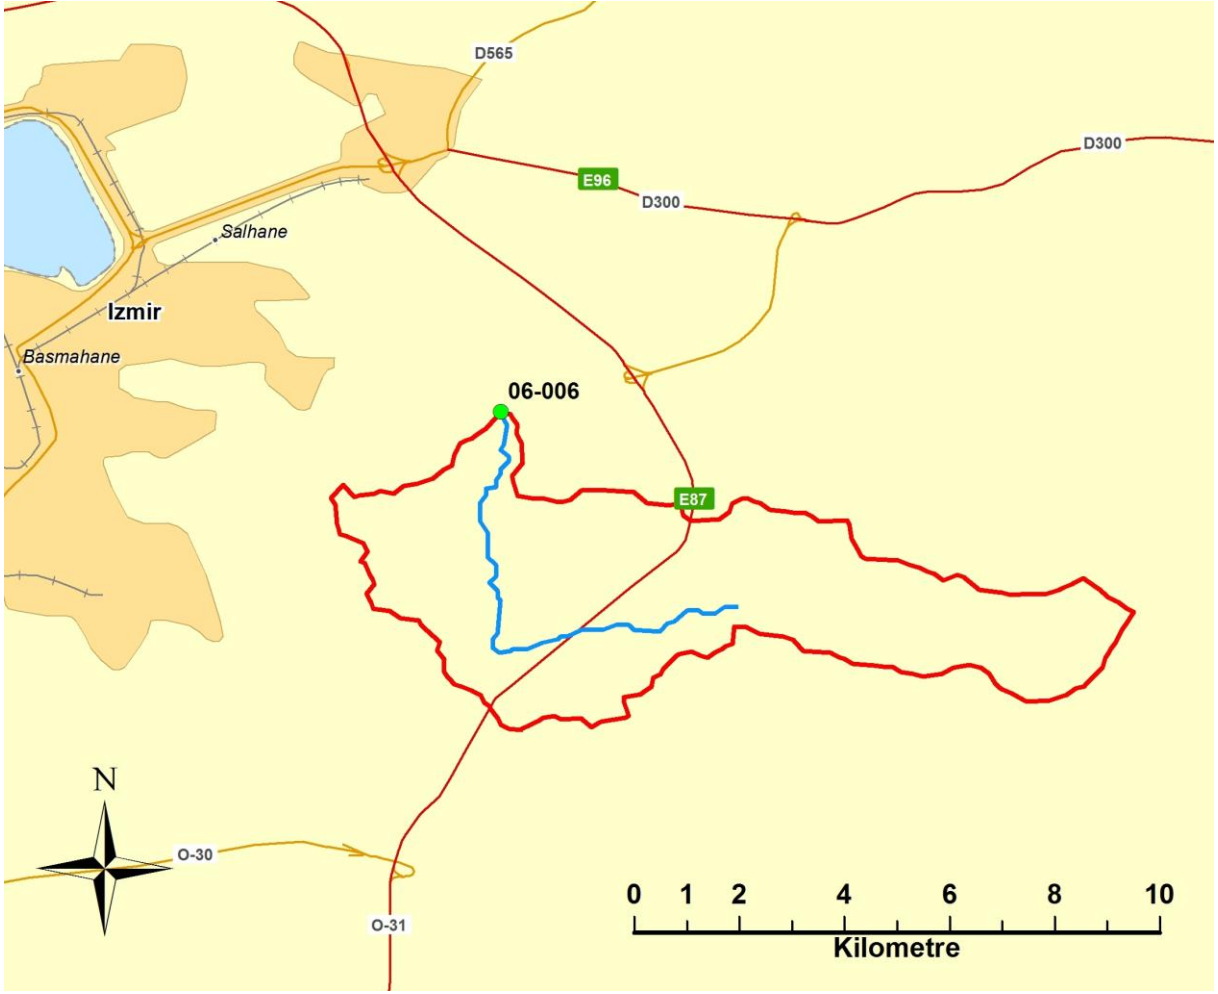 D565
D300
E96
D300
Salhane
Izmir
Basmahane
06-006
E87
N
O-30
0 1 2 4 6 8 10
O-31
Kilometre